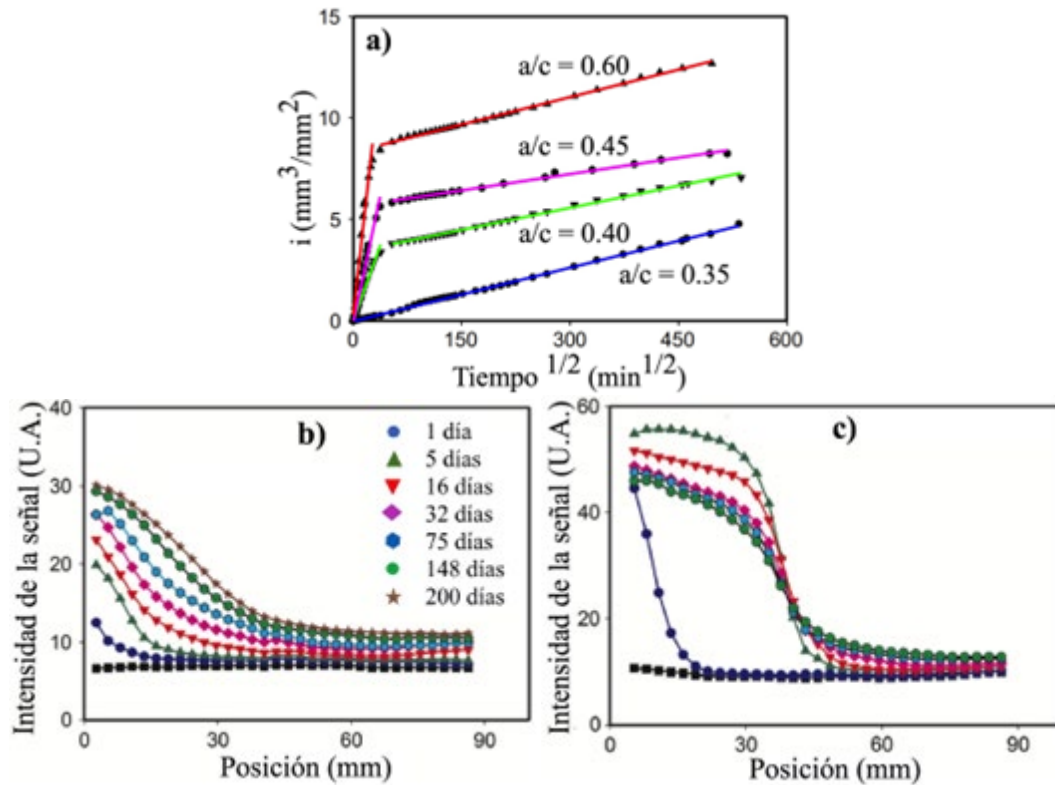 a)
15
10
5
0
i (mm³/mm²)
a/c = 0.60
a/c = 0.45
a/c = 0.40
a/c = 0.35
0 150 300 450 600
Tiempo 1/2 (min1/2)
b)
40
30
20
10
0
Intensidad de la señal (U.A.)
1 día
5 días
16 días
32 días
75 días
148 días
200 días
0 30 60 90
Posición (mm)
c)
60
40
20
0
Intensidad de la señal (U.A.)
0 30 60 90
Posición (mm)